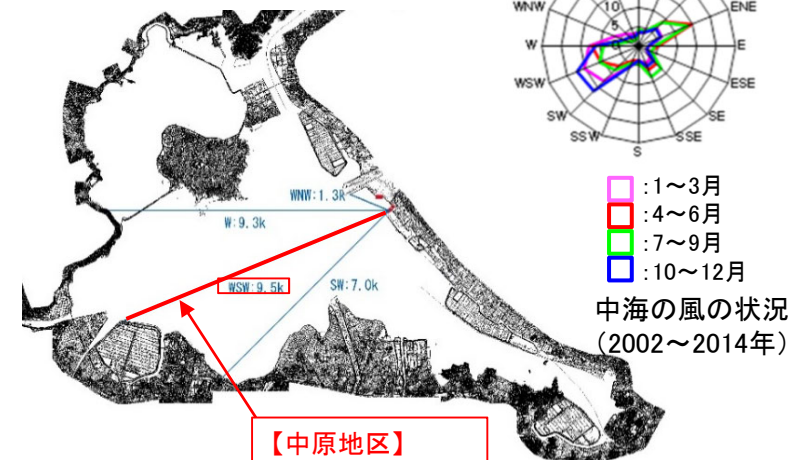 WNW
ENE
10
5
W
E
WSW
ESE
SW
SE
SSW
SSE
S
WNW:1.3k
W:9.3k
WSW:9.5k
SW:7.0k
:1～3月
:4～6月
:7～9月
:10～12月
中海の風の状況
(2002～2014年)
【中原地区】